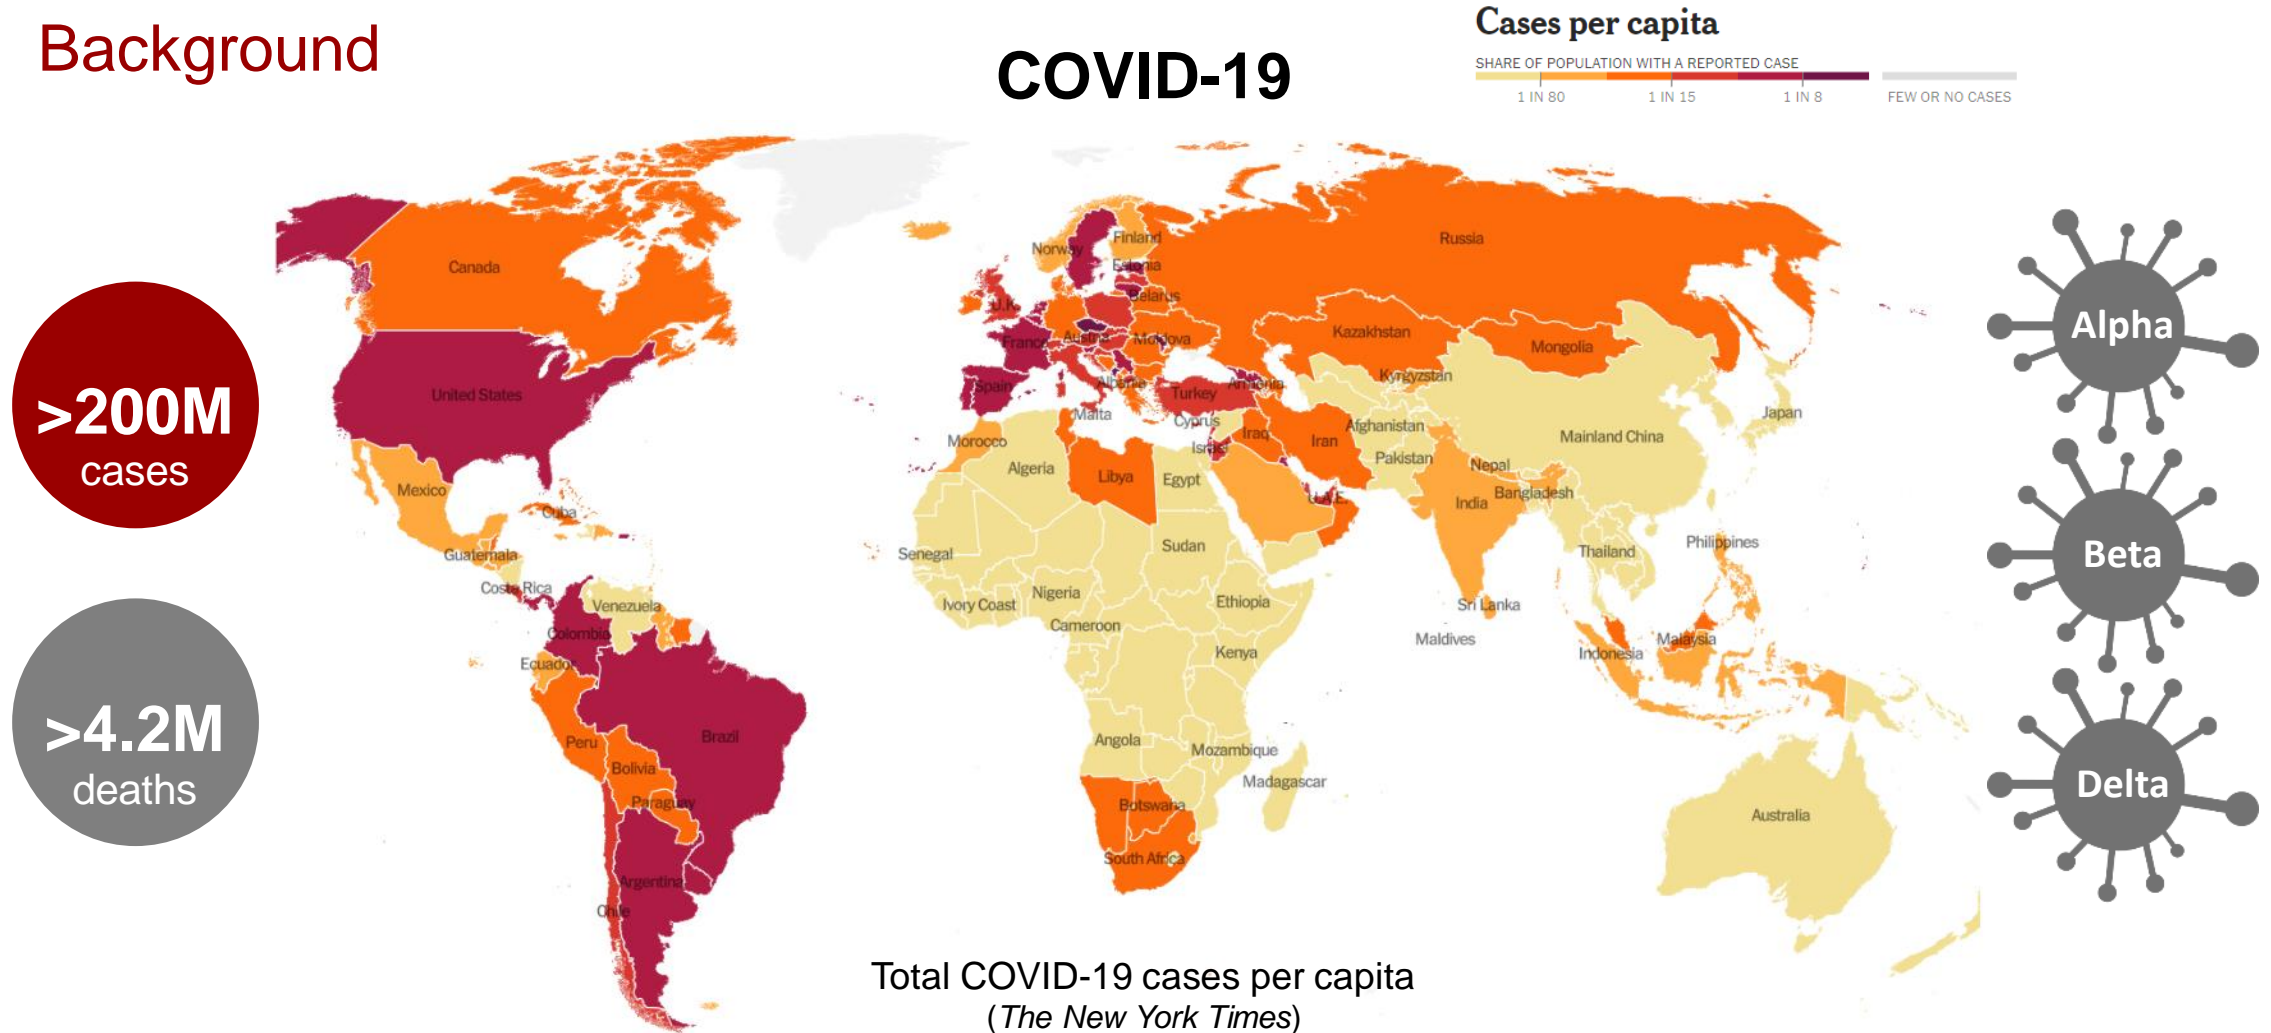 Background
COVID-19
Cases per capita
SHARE OF POPULATION WITH A REPORTED CASE
1 IN 80
1 IN 15
1 IN 8
FEW OR NO CASES
>200M
cases
>4.2M
deaths
Canada
United States
Mexico
Cuba
Guatemala
Costa Rica
Venezuela
Colombia
Ecuador
Peru
Brazil
Bolivia
Paraguay
Argentina
Chile
Norway
Finland
Estonia
Russia
U.K.
Belarus
France
Austria
Moldova
Spain
Albania
Malta
Turkey
Armenia
Cyprus
Israel
Iraq
Iran
Kazakhstan
Mongolia
Kyrgyzstan
Afghanistan
Pakistan
Mainland China
Japan
Nepal
India
Bangladesh
U.A.E.
Morocco
Algeria
Libya
Egypt
Senegal
Sudan
Ivory Coast
Nigeria
Cameroon
Ethiopia
Kenya
Angola
Mozambique
Madagascar
Botswana
South Africa
Sri Lanka
Maldives
Thailand
Philippines
Malaysia
Indonesia
Australia
Alpha
Beta
Delta
Total COVID-19 cases per capita
(The New York Times)